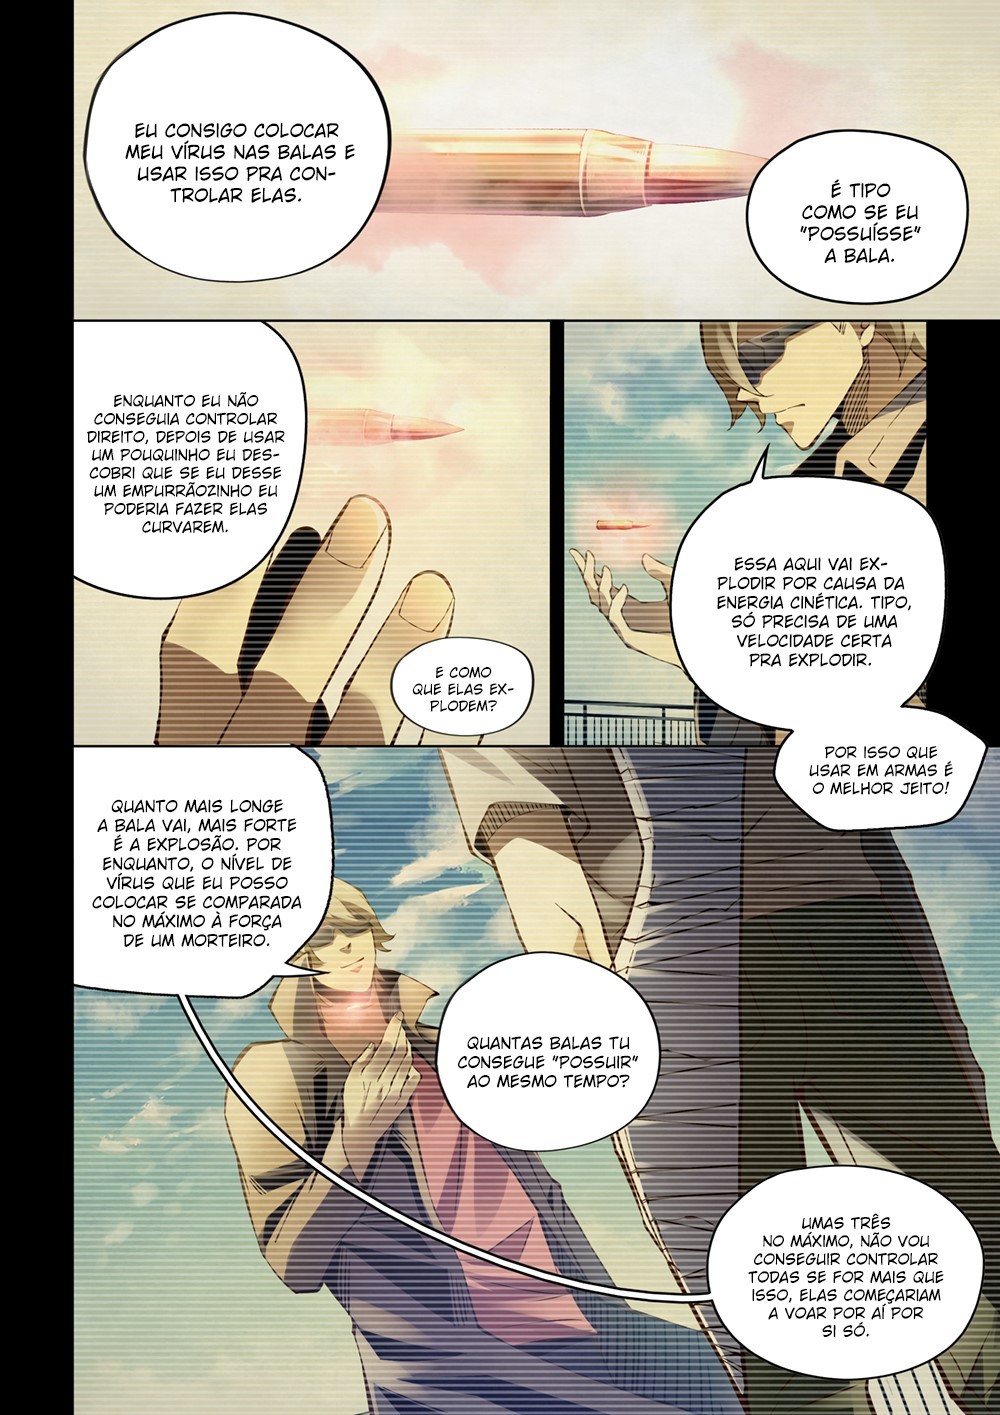 EU CONSIGO COLOCAR
MEU VÍRUS NAS BALAS E
USAR ISSO PRA CON-
TROLAR ELAS.
É TIPO
COMO SE EU
"POSSUÍSSE"
A BALA.
ENQUANTO EU NÃO
CONSEGUIA CONTROLAR
DIREITO, DEPOIS DE USAR
UM POUQUINHO EU DES-
COBRI QUE SE EU DESSE
UM EMPURRÃOZINHO EU
PODERIA FAZER ELAS
CURVAREM.
E COMO
QUE ELAS EX-
PLODEM?
ESSA AQUI VAI EX-
PLODIR POR CAUSA DA
ENERGIA CINÉTICA. TIPO,
SÓ PRECISA DE UMA
VELOCIDADE CERTA
PRA EXPLODIR.
POR ISSO QUE
USAR EM ARMAS É
O MELHOR JEITO!
QUANTO MAIS LONGE
A BALA VAI, MAIS FORTE
É A EXPLOSÃO. POR
ENQUANTO, O NÍVEL DE
VÍRUS QUE EU POSSO
COLOCAR SE COMPARADA
NO MÁXIMO À FORÇA
DE UM MORTEIRO.
QUANTAS BALAS TU
CONSEGUE "POSSUIR"
AO MESMO TEMPO?
UMAS TRÊS
NO MÁXIMO, NÃO VOU
CONSEGUIR CONTROLAR
TODAS SE FOR MAIS QUE
ISSO, ELAS COMEÇARIAM
A VOAR POR AÍ POR
SI SÓ.